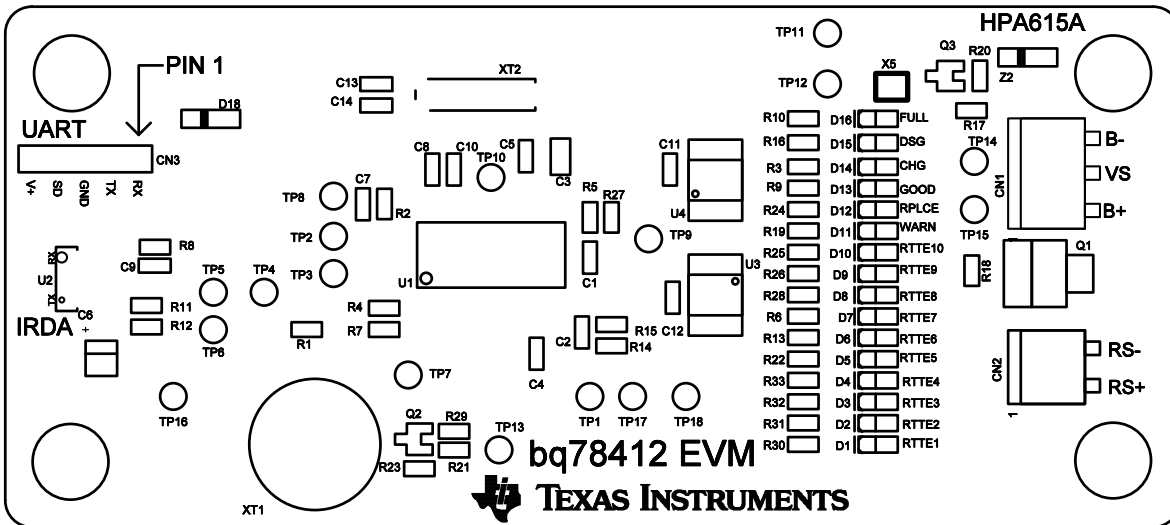 HPA615A
TP11
Q3
R20
PIN 1
XT2
X5
Z2
C13
TP12
C14
D18
UART
R10 D16 FULL
R17
R16 D15 DSG
B-
CN3
C8
C10
TP10
C5
C3
C11
R3 D14 CHG
TP14
VS
CN1
V+
SD
GND
TX
RX
TP8
C7
R2
R5
R27
U4
R9 D13 GOOD
R24 D12 RPLCE
B+
TP15
TP2
TP9
R19 D11 WARN
R8
R25 D10 RTTE10
Q1
RX
U2
TX
C9
TP5
TP4
TP3
U1
C1
U3
R26 D9 RTTE9
R18
1
C6
+
R11
R4
R28 D8 RTTE8
IRDA
R12
TP6
R1
R7
C2
R15
C12
R6 D7 RTTE7
R14
R13 D6 RTTE6
RS-
C4
R22 D5 RTTE5
CN2
TP7
R33 D4 RTTE4
RS+
TP16
TP1
TP17
TP18
R32 D3 RTTE3
1
Q2
R29
TP13
R31 D2 RTTE2
R23
R21
R30 D1 RTTE1
bq78412 EVM
XT1
TEXAS INSTRUMENTS